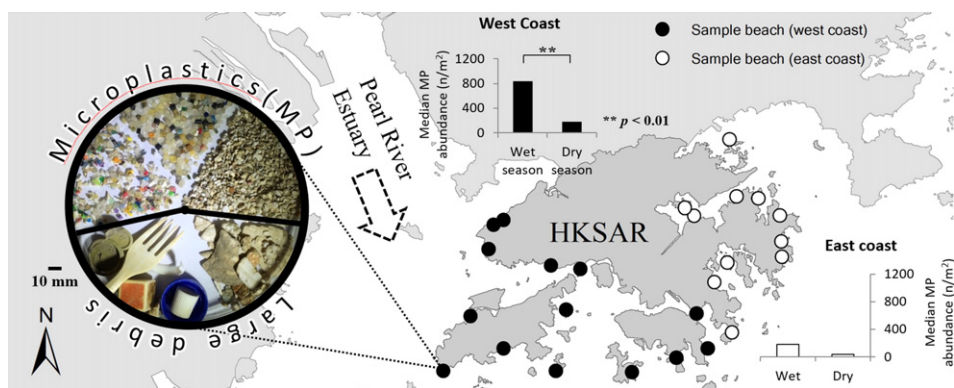 Microplastics(MP)
Large debris
10 mm
N
Pearl River
Estuary
West Coast
Median MP
abundance (n/m²)
1200
800
400
0
**
Wet
season
Dry
season
** p < 0.01
Sample beach (west coast)
Sample beach (east coast)
HKSAR
East coast
Median MP
abundance (n/m²)
1200
800
400
0
Wet
Dry